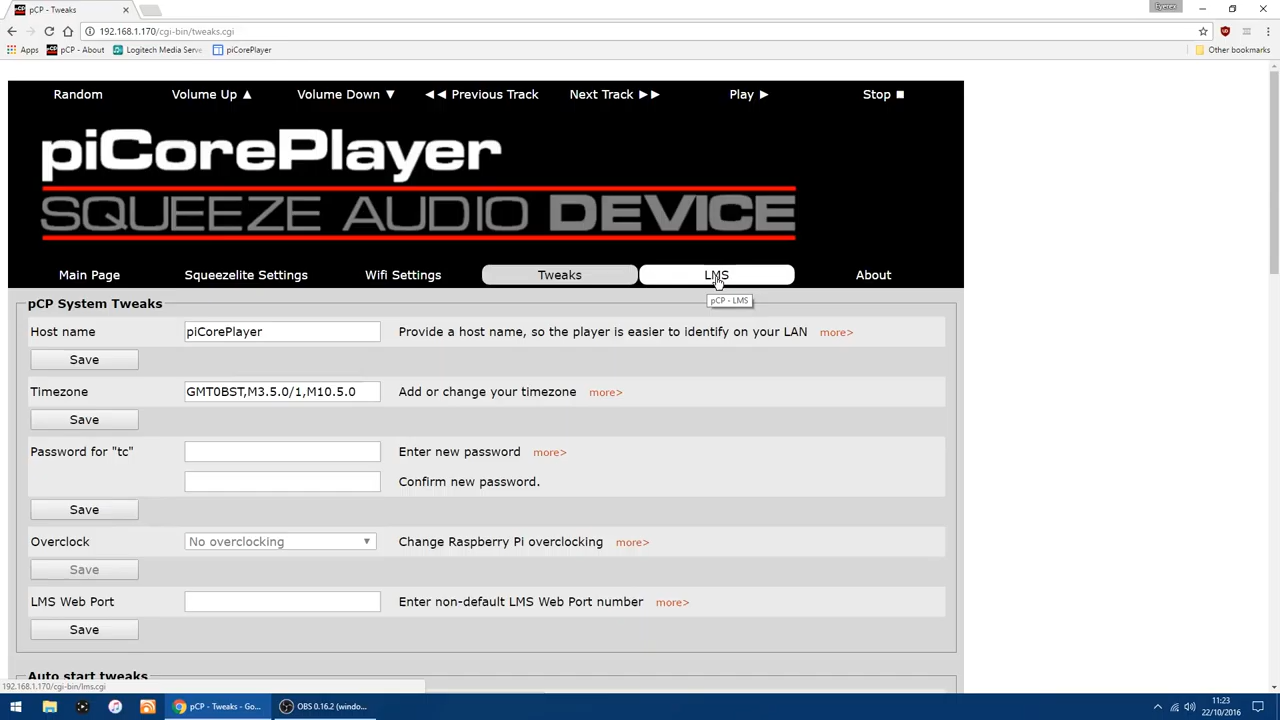 pCP - Tweaks
Eyerex
192.168.1.170/cgi-bin/tweaks.cgi
Apps pCP - About Logitech Media Serve piCorePlayer Other bookmarks
Random Volume Up ▲ Volume Down ▼ ◄◄ Previous Track Next Track ►► Play ► Stop ■
piCorePlayer
SQUEEZE AUDIO DEVICE
Main Page Squeezelite Settings Wifi Settings Tweaks LMS About
pCP - LMS
pCP System Tweaks
Host name piCorePlayer Provide a host name, so the player is easier to identify on your LAN more>
Save
Timezone GMT0BST,M3.5.0/1,M10.5.0 Add or change your timezone more>
Save
Password for "tc" Enter new password more>
Confirm new password.
Save
Overclock No overclocking ▼ Change Raspberry Pi overclocking more>
Save
LMS Web Port Enter non-default LMS Web Port number more>
Save
Auto start tweaks
192.168.1.170/cgi-bin/lms.cgi
pCP - Tweaks - Go... OBS 0.16.2 (windo... 11:23
22/10/2016